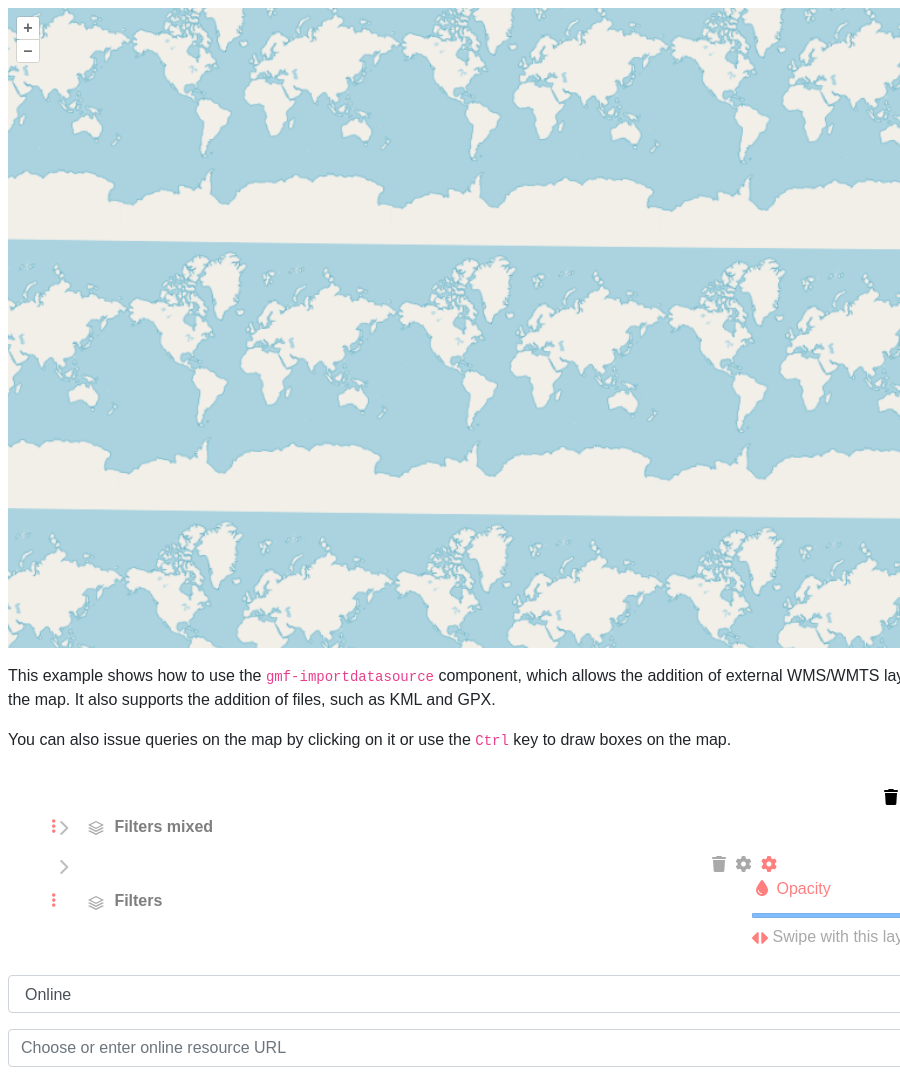 +
−
This example shows how to use the gmf-importdatasource component, which allows the addition of external WMS/WMTS lay
the map. It also supports the addition of files, such as KML and GPX.
You can also issue queries on the map by clicking on it or use the Ctrl key to draw boxes on the map.
Filters mixed
Filters
Opacity
Swipe with this lay
Online
Choose or enter online resource URL